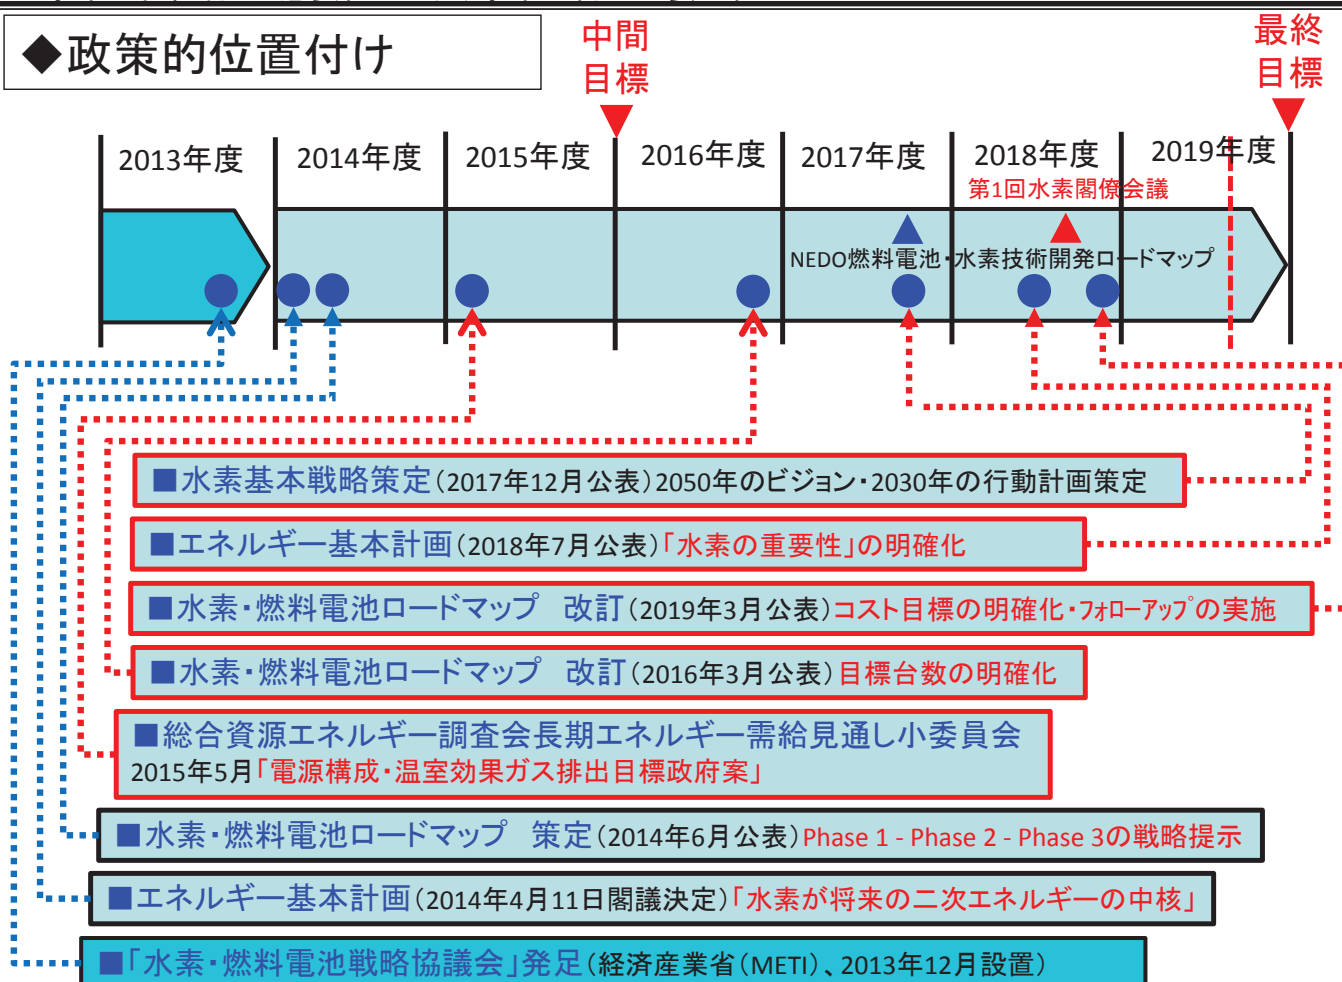 ◆政策的位置付け
中間
目標
最終
目標
2013年度
2014年度
2015年度
2016年度
2017年度
2018年度
2019年度
第1回水素閣僚会議
NEDO燃料電池・水素技術開発ロードマップ
■水素基本戦略策定(2017年12月公表)2050年のビジョン・2030年の行動計画策定
■エネルギー基本計画(2018年7月公表)「水素の重要性」の明確化
■水素・燃料電池ロードマップ 改訂(2019年3月公表)コスト目標の明確化・フォローアップの実施
■水素・燃料電池ロードマップ 改訂(2016年3月公表)目標台数の明確化
■総合資源エネルギー調査会長期エネルギー需給見通し小委員会
2015年5月「電源構成・温室効果ガス排出目標政府案」
■水素・燃料電池ロードマップ 策定(2014年6月公表)Phase 1 - Phase 2 - Phase 3の戦略提示
■エネルギー基本計画(2014年4月11日閣議決定)「水素が将来の二次エネルギーの中核」
■「水素・燃料電池戦略協議会」発足(経済産業省(METI)、2013年12月設置)